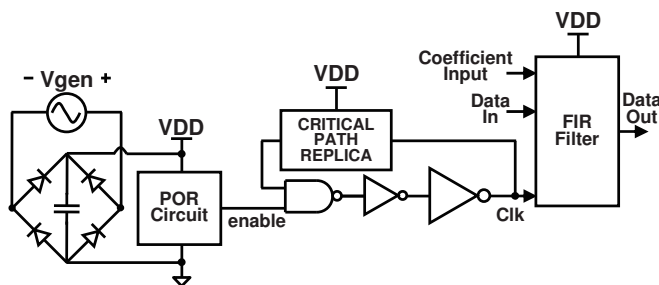 − Vgen +
VDD
POR
Circuit
enable
VDD
CRITICAL
PATH
REPLICA
Clk
Coefficient
Input
Data
In
VDD
FIR
Filter
Data
Out